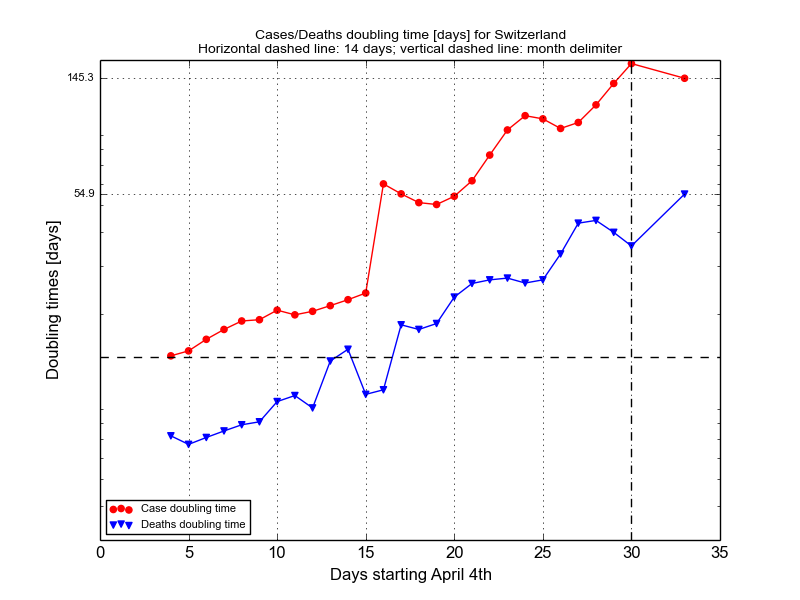 Cases/Deaths doubling time [days] for Switzerland
Horizontal dashed line: 14 days; vertical dashed line: month delimiter
145.3
54.9
Doubling times [days]
Case doubling time
Deaths doubling time
0 5 10 15 20 25 30 35
Days starting April 4th